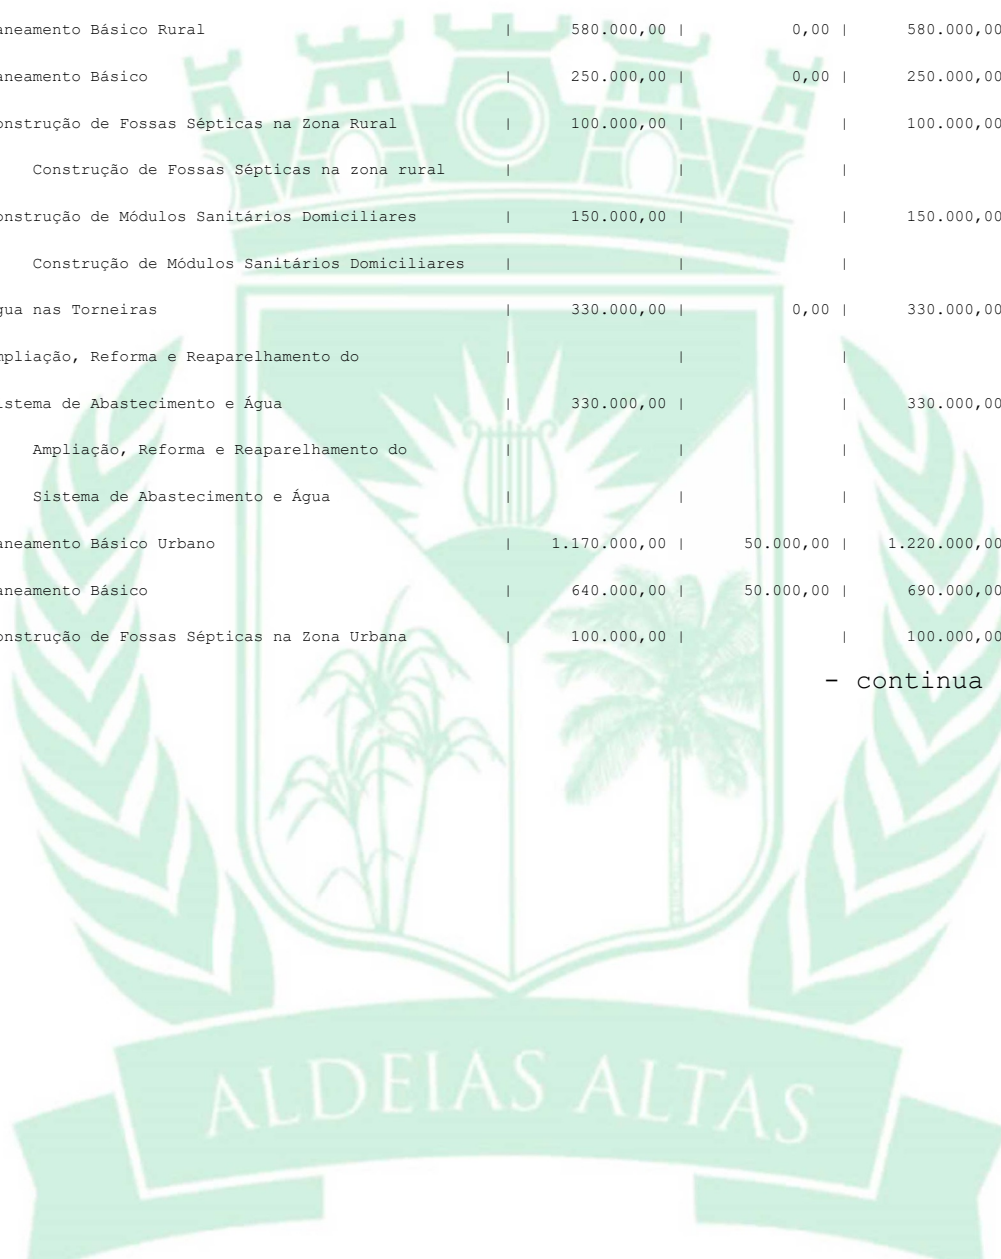 aneamento Básico Rural | 580.000,00 | 0,00 | 580.000,00
aneamento Básico | 250.000,00 | 0,00 | 250.000,00
onstrução de Fossas Sépticas na Zona Rural | 100.000,00 | | 100.000,00
Construção de Fossas Sépticas na zona rural | | |
onstrução de Módulos Sanitários Domiciliares | 150.000,00 | | 150.000,00
Construção de Módulos Sanitários Domiciliares | | |
gua nas Torneiras | 330.000,00 | 0,00 | 330.000,00
mpliação, Reforma e Reaparelhamento do | | |
istema de Abastecimento e Água | 330.000,00 | | 330.000,00
Ampliação, Reforma e Reaparelhamento do | | |
Sistema de Abastecimento e Água | | |
aneamento Básico Urbano | 1.170.000,00 | 50.000,00 | 1.220.000,00
aneamento Básico | 640.000,00 | 50.000,00 | 690.000,00
onstrução de Fossas Sépticas na Zona Urbana | 100.000,00 | | 100.000,00
- continua
ALDEIAS ALTAS